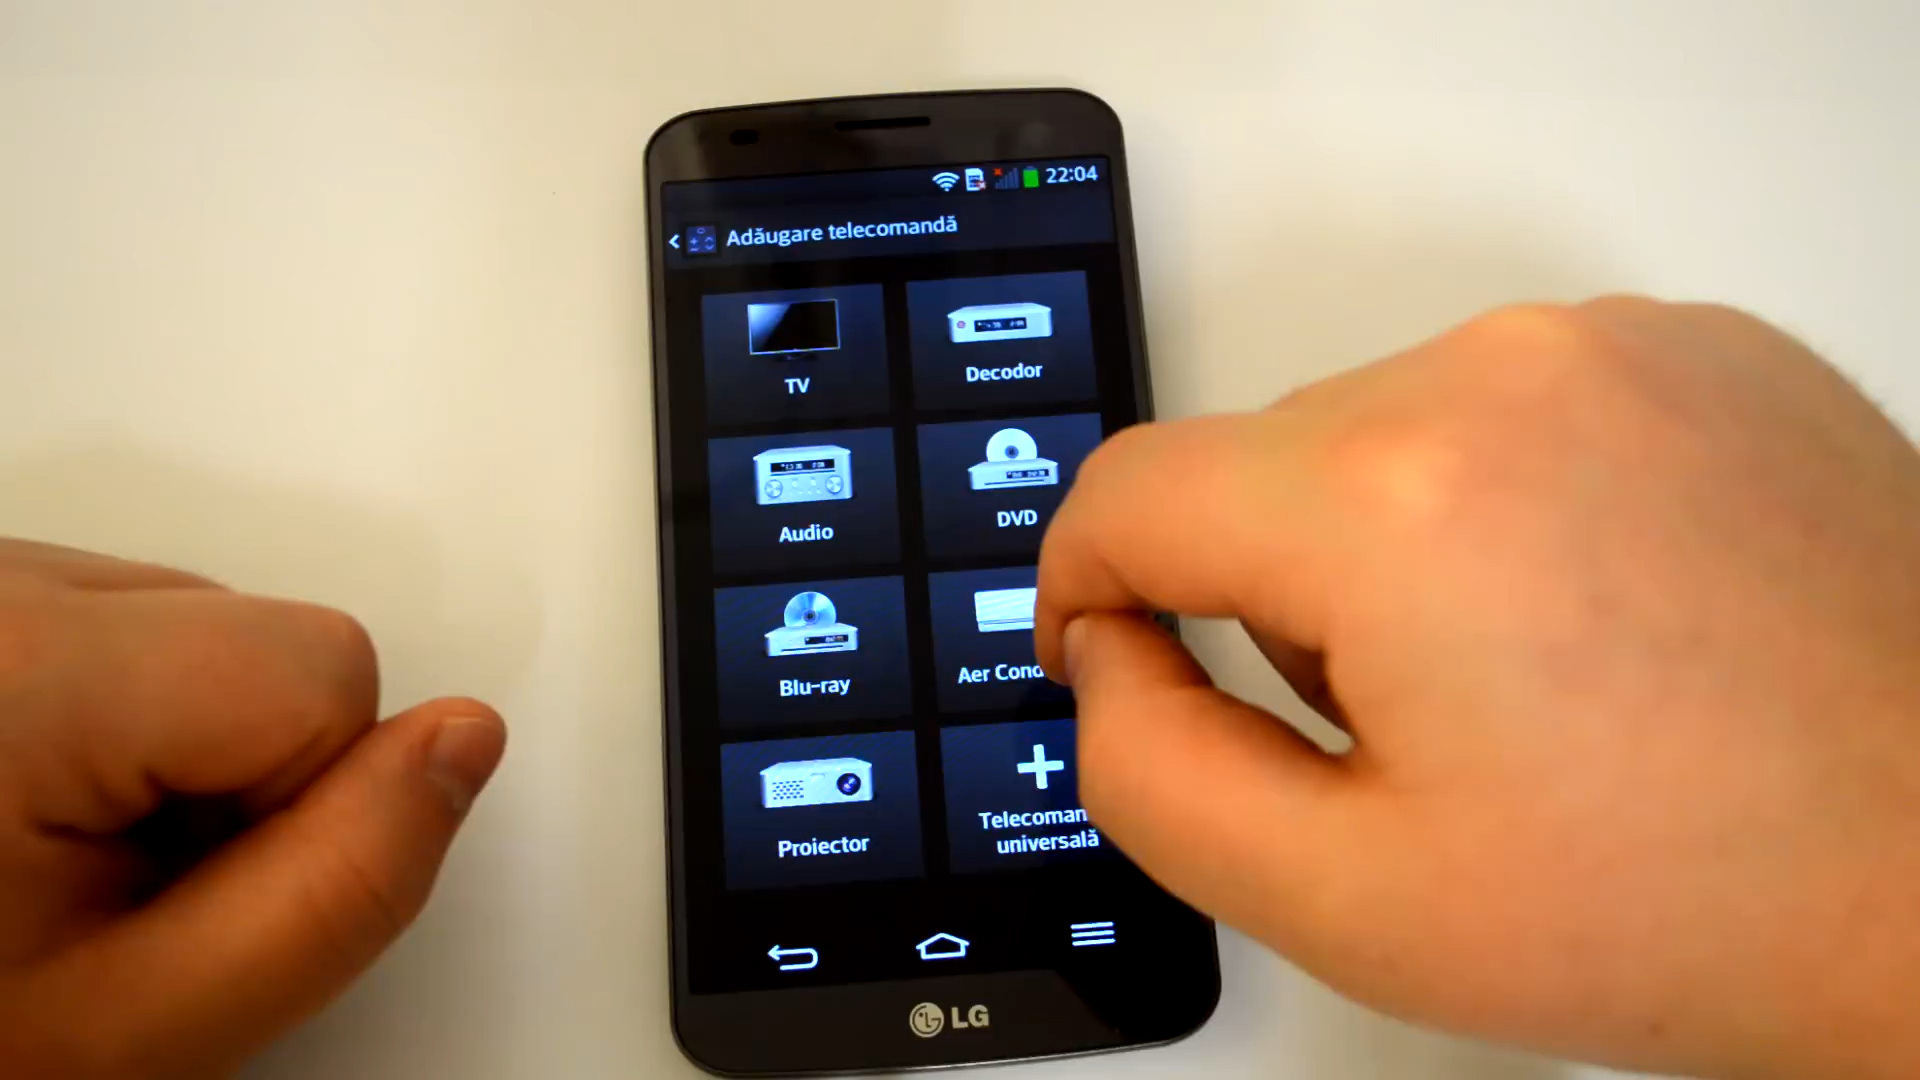 22:04
Adăugare telecomandă
TV
Decodor
Audio
DVD
Blu-ray
Aer Cond
Proiector
Telecoman
universală
LG